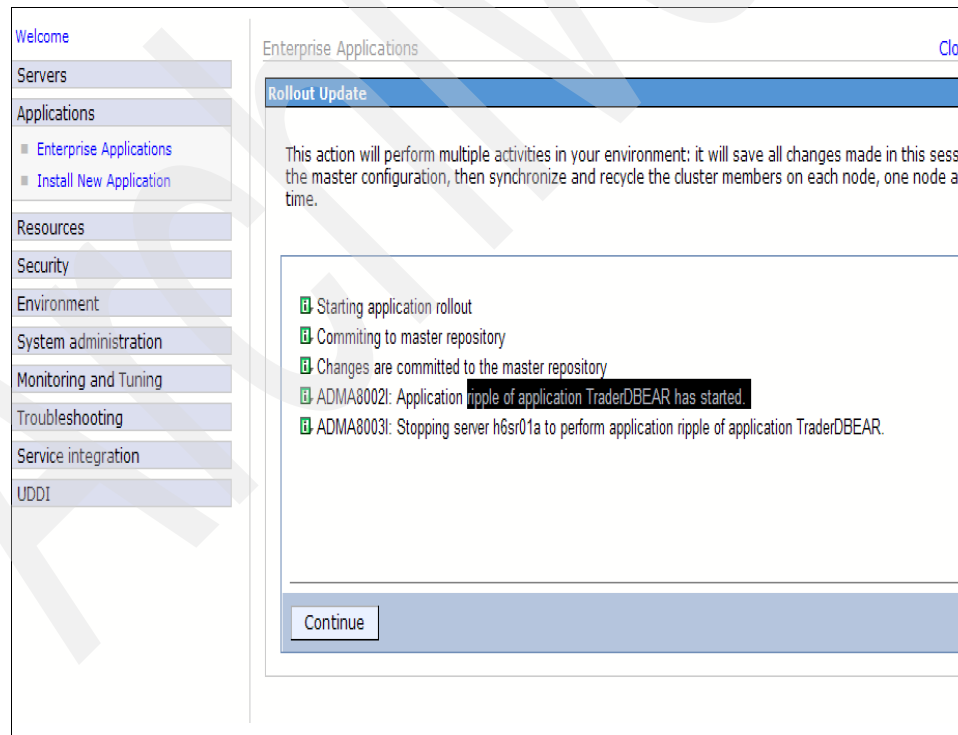 Welcome
Servers
Applications
Enterprise Applications
Install New Application
Resources
Security
Environment
System administration
Monitoring and Tuning
Troubleshooting
Service integration
UDDI
Enterprise Applications
Clo
Rollout Update
This action will perform multiple activities in your environment: it will save all changes made in this sess
the master configuration, then synchronize and recycle the cluster members on each node, one node a
time.
Starting application rollout
Commiting to master repository
Changes are committed to the master repository
ADMA8002I: Application ripple of application TraderDBEAR has started.
ADMA8003I: Stopping server h6sr01a to perform application ripple of application TraderDBEAR.
Continue